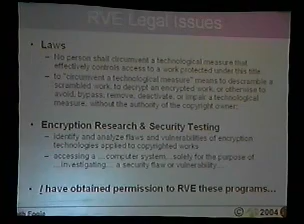 RVE Legal Issues
• Laws
– No person shall circumvent a technological measure that
effectively controls access to a work protected under this title.
– to "circumvent a technological measure" means to descramble a
scrambled work, to decrypt an encrypted work, or otherwise to
avoid, bypass, remove, deactivate, or impair a technological
measure, without the authority of the copyright owner;
• Encryption Research & Security Testing
– identify and analyze flaws and vulnerabilities of encryption
technologies applied to copyrighted works
– accessing a ... computer system...solely for the purpose of
... investigating... a security flaw or vulnerability...
• I have obtained permission to RVE these programs...
2004